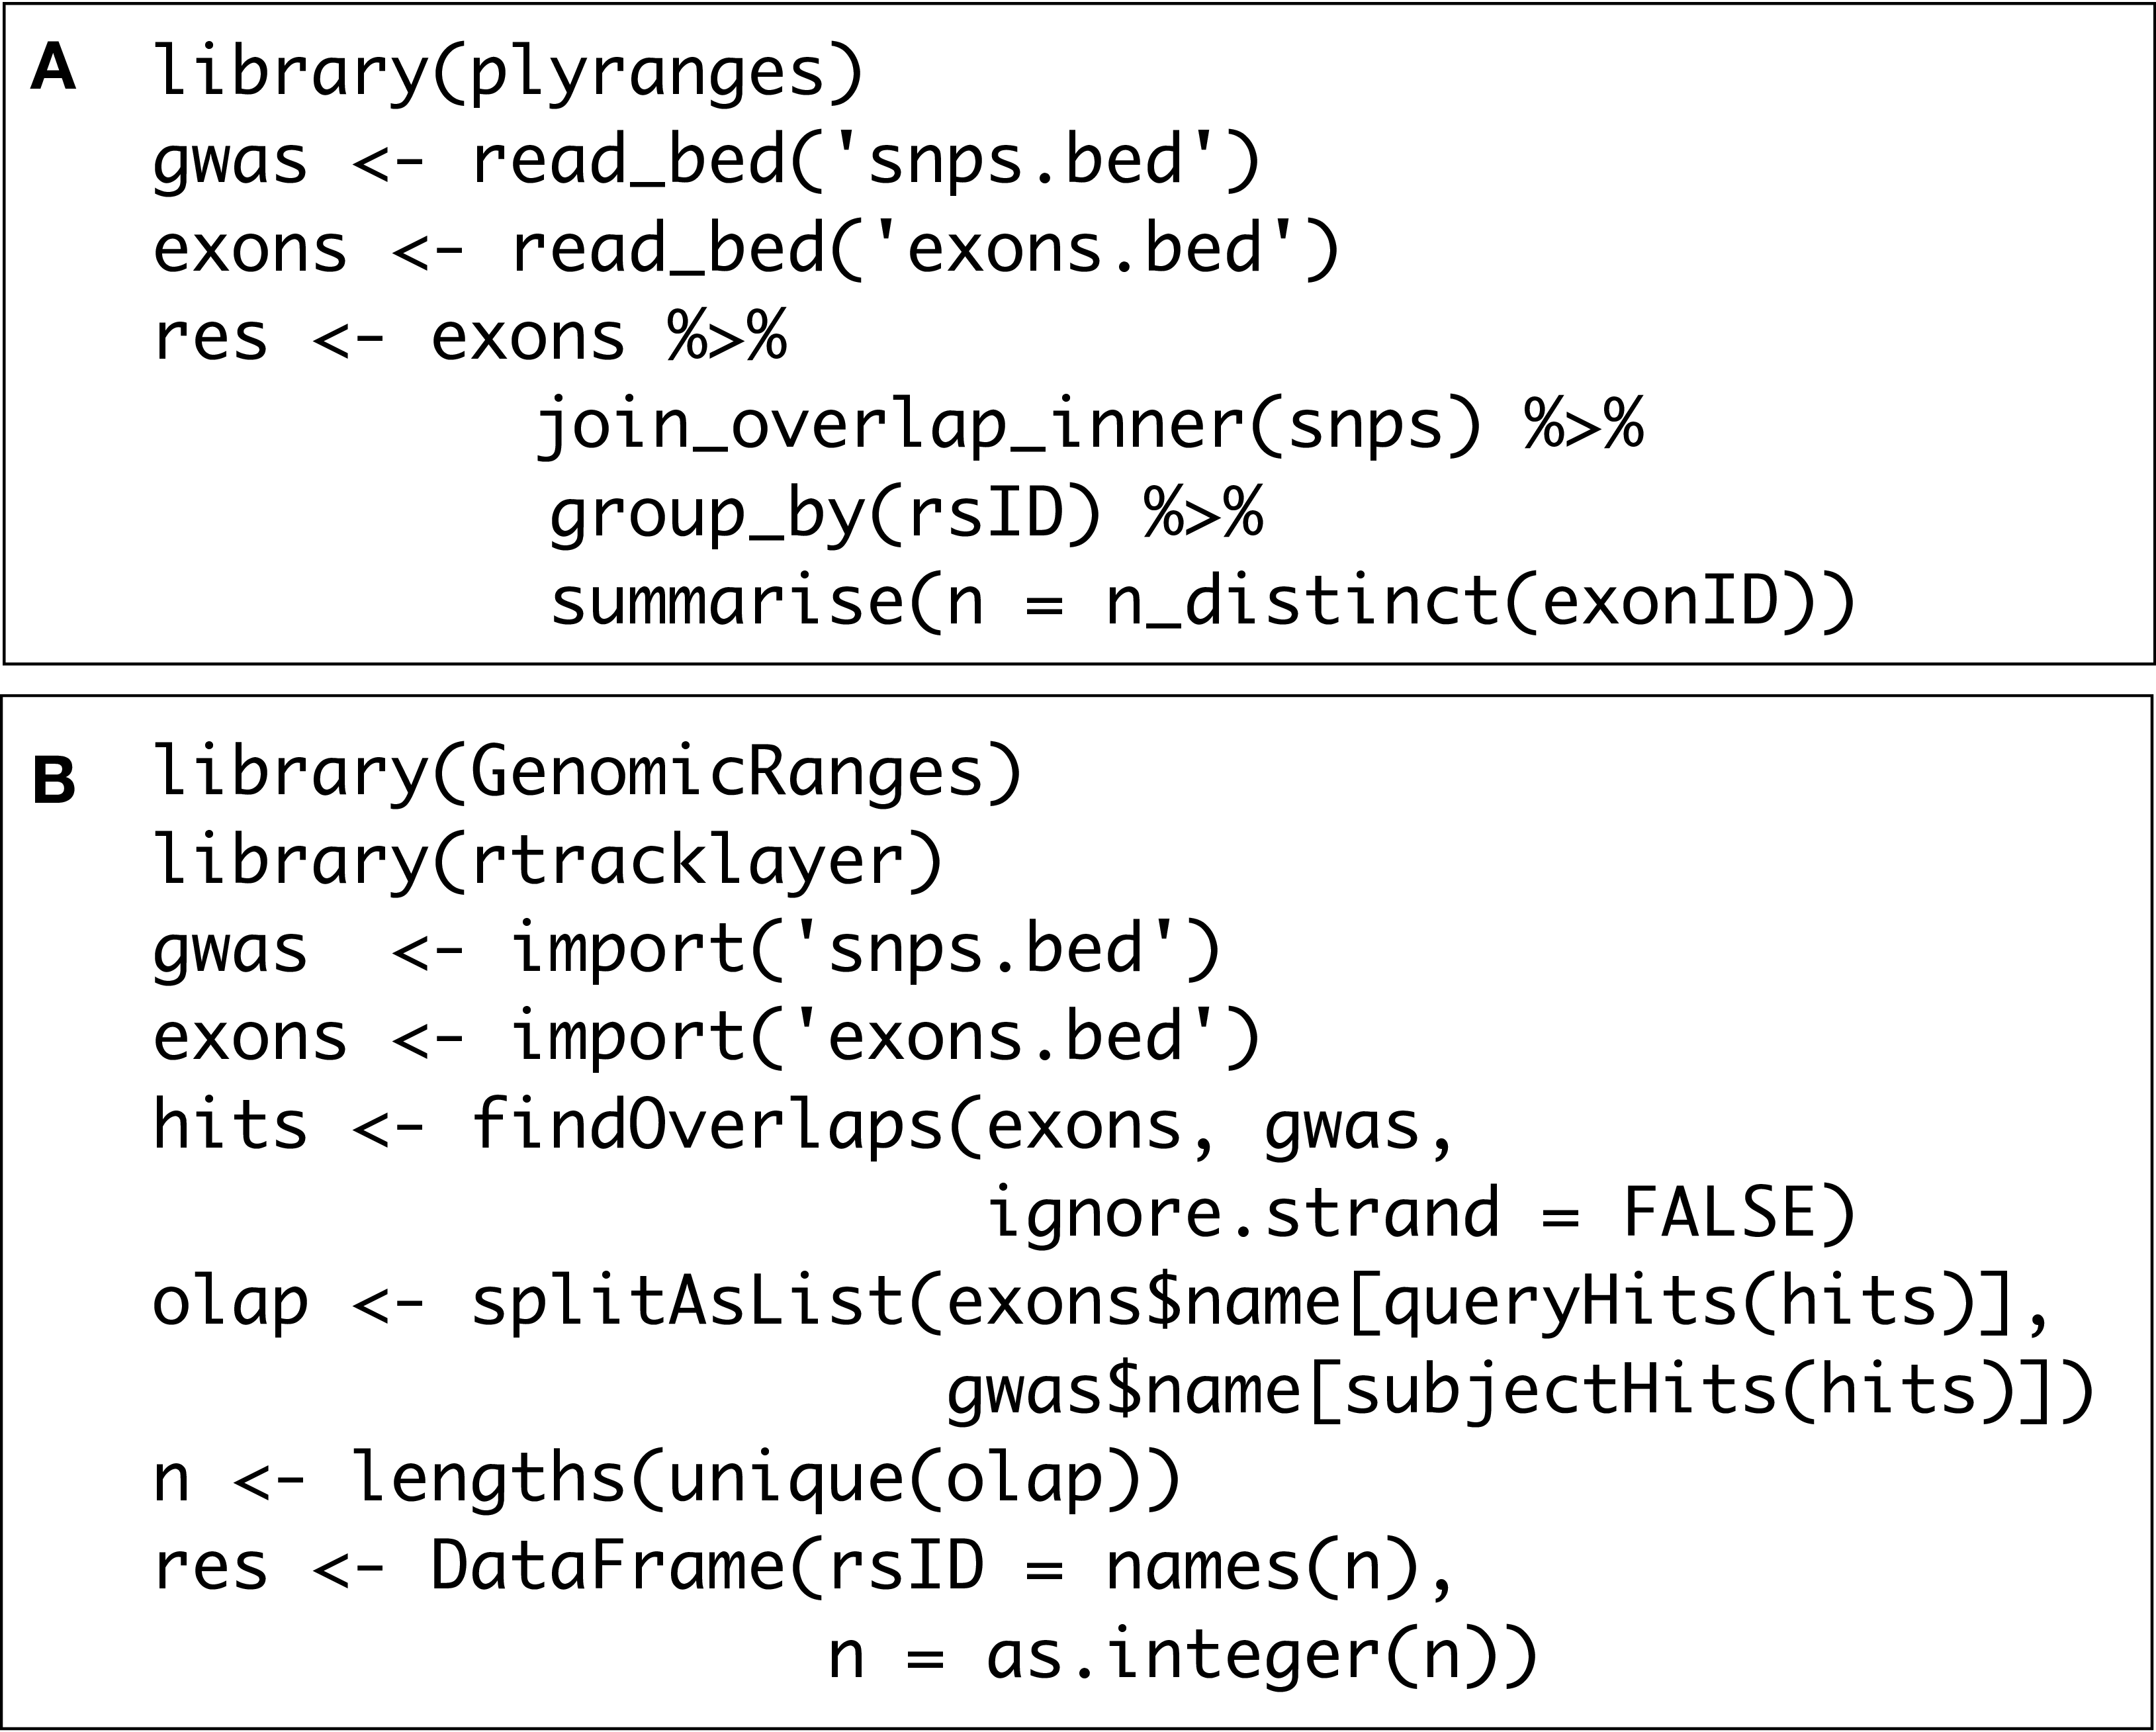 A library(plyranges)
gwas <- read_bed('snps.bed')
exons <- read_bed('exons.bed')
res <- exons %>%
join_overlap_inner(snps) %>%
group_by(rsID) %>%
summarise(n = n_distinct(exonID))
B library(GenomicRanges)
library(rtracklayer)
gwas  <- import('snps.bed')
exons <- import('exons.bed')
hits <- findOverlaps(exons, gwas,
ignore.strand = FALSE)
olap <- splitAsList(exons$name[queryHits(hits)],
gwas$name[subjectHits(hits)])
n <- lengths(unique(olap))
res <- DataFrame(rsID = names(n),
n = as.integer(n))